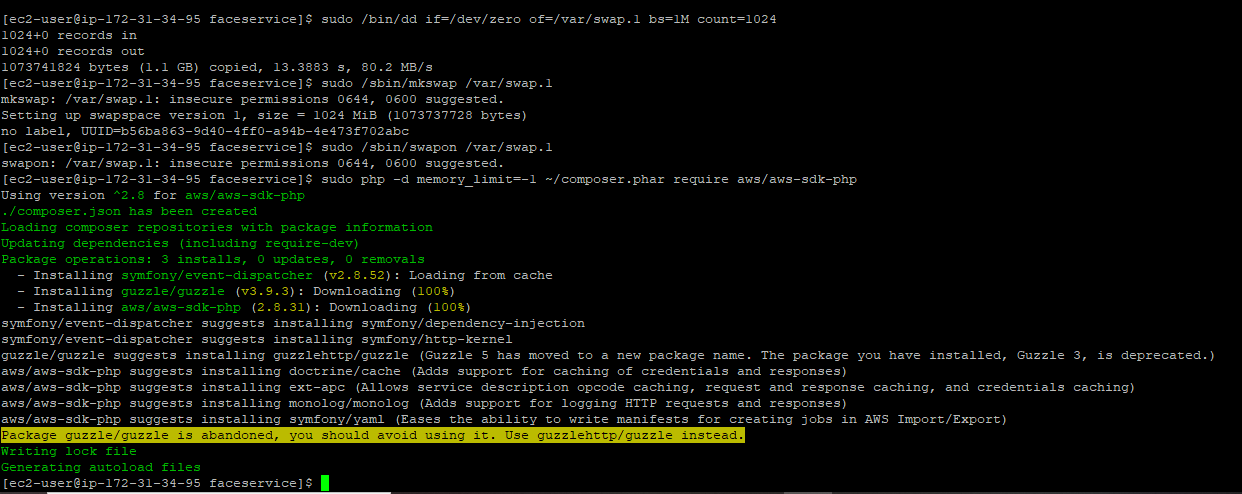 [ec2-user@ip-172-31-34-95 faceservice]$ sudo /bin/dd if=/dev/zero of=/var/swap.1 bs=1M count=1024
1024+0 records in
1024+0 records out
1073741824 bytes (1.1 GB) copied, 13.3883 s, 80.2 MB/s
[ec2-user@ip-172-31-34-95 faceservice]$ sudo /sbin/mkswap /var/swap.1
mkswap: /var/swap.1: insecure permissions 0644, 0600 suggested.
Setting up swapspace version 1, size = 1024 MiB (1073737728 bytes)
no label, UUID=b56ba863-9d40-4ff0-a94b-4e473f702abc
[ec2-user@ip-172-31-34-95 faceservice]$ sudo /sbin/swapon /var/swap.1
swapon: /var/swap.1: insecure permissions 0644, 0600 suggested.
[ec2-user@ip-172-31-34-95 faceservice]$ sudo php -d memory_limit=-1 ~/composer.phar require aws/aws-sdk-php
Using version ^2.8 for aws/aws-sdk-php
./composer.json has been created
Loading composer repositories with package information
Updating dependencies (including require-dev)
Package operations: 3 installs, 0 updates, 0 removals
  - Installing symfony/event-dispatcher (v2.8.52): Loading from cache
  - Installing guzzle/guzzle (v3.9.3): Downloading (100%)
  - Installing aws/aws-sdk-php (2.8.31): Downloading (100%)
symfony/event-dispatcher suggests installing symfony/dependency-injection
symfony/event-dispatcher suggests installing symfony/http-kernel
guzzle/guzzle suggests installing guzzlehttp/guzzle (Guzzle 5 has moved to a new package name. The package you have installed, Guzzle 3, is deprecated.)
aws/aws-sdk-php suggests installing doctrine/cache (Adds support for caching of credentials and responses)
aws/aws-sdk-php suggests installing ext-apc (Allows service description opcode caching, request and response caching, and credentials caching)
aws/aws-sdk-php suggests installing monolog/monolog (Adds support for logging HTTP requests and responses)
aws/aws-sdk-php suggests installing symfony/yaml (Eases the ability to write manifests for creating jobs in AWS Import/Export)
Package guzzle/guzzle is abandoned, you should avoid using it. Use guzzlehttp/guzzle instead.
Writing lock file
Generating autoload files
[ec2-user@ip-172-31-34-95 faceservice]$